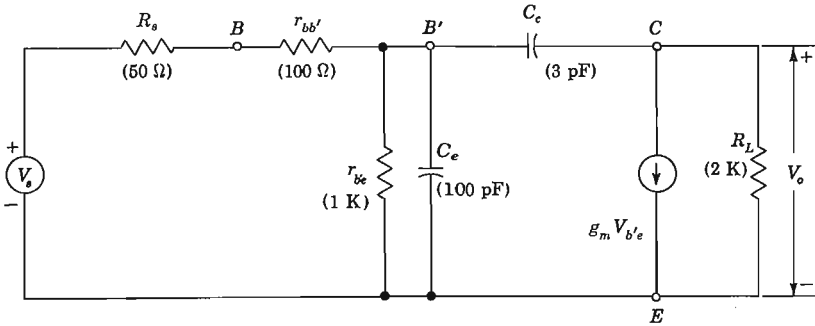 R_s
(50 Ω)
B
r_bb'
(100 Ω)
B'
C_c
(3 pF)
C
+
V_s
−
r_b'e
(1 K)
C_e
(100 pF)
g_m V_b'e
R_L
(2 K)
+
V_o
−
E